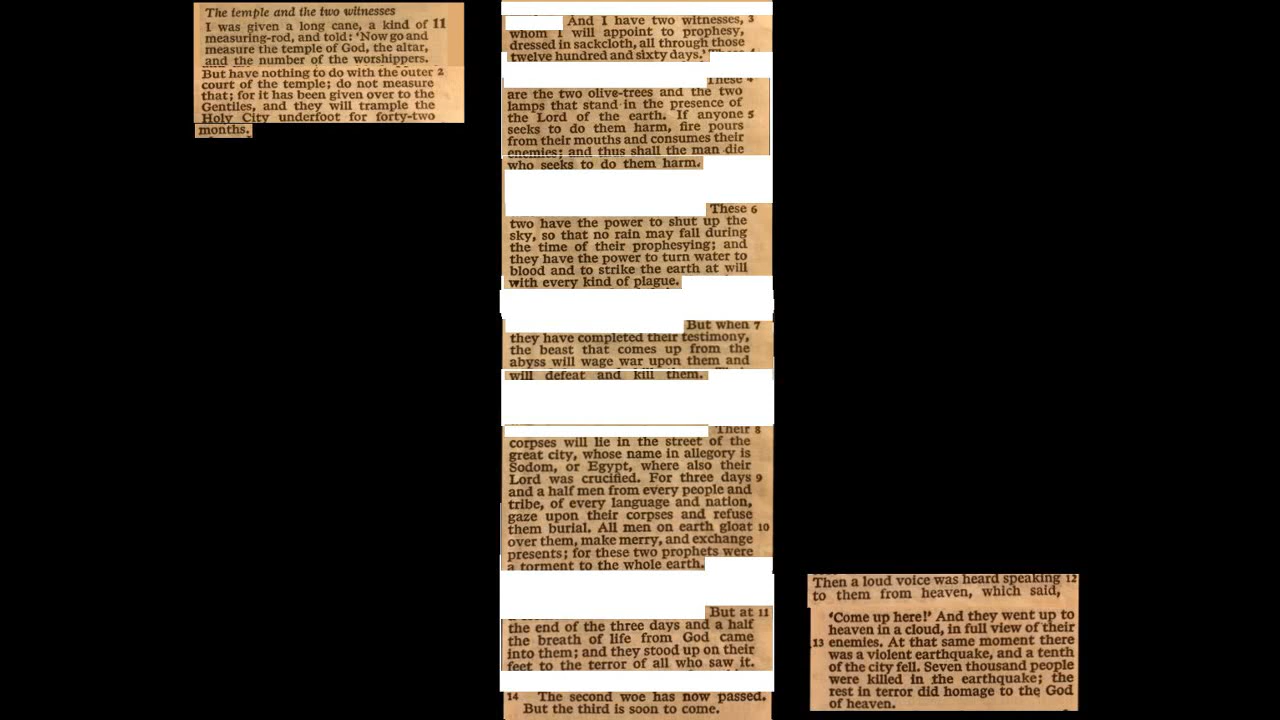 The temple and the two witnesses
I was given a long cane, a kind of 11
measuring-rod, and told: 'Now go and
measure the temple of God, the altar,
and the number of the worshippers.
But have nothing to do with the outer 2
court of the temple; do not measure
that; for it has been given over to the
Gentiles, and they will trample the
Holy City underfoot for forty-two
months.
And I have two witnesses, 3
whom I will appoint to prophesy,
dressed in sackcloth, all through those
twelve hundred and sixty days.'
These 4
are the two olive-trees and the two
lamps that stand in the presence of
the Lord of the earth. If anyone 5
seeks to do them harm, fire pours
from their mouths and consumes their
enemies; and thus shall the man die
who seeks to do them harm.
These 6
two have the power to shut up the
sky, so that no rain may fall during
the time of their prophesying; and
they have the power to turn water to
blood and to strike the earth at will
with every kind of plague.
But when 7
they have completed their testimony,
the beast that comes up from the
abyss will wage war upon them and
will defeat and kill them.
Their 8
corpses will lie in the street of the
great city, whose name in allegory is
Sodom, or Egypt, where also their
Lord was crucified. For three days 9
and a half men from every people and
tribe, of every language and nation,
gaze upon their corpses and refuse
them burial. All men on earth gloat 10
over them, make merry, and exchange
presents; for these two prophets were
a torment to the whole earth.
But at 11
the end of the three days and a half
the breath of life from God came
into them; and they stood up on their
feet to the terror of all who saw it.
14 The second woe has now passed.
But the third is soon to come.
Then a loud voice was heard speaking 12
to them from heaven, which said,
'Come up here!' And they went up to
heaven in a cloud, in full view of their
13 enemies. At that same moment there
was a violent earthquake, and a tenth
of the city fell. Seven thousand people
were killed in the earthquake; the
rest in terror did homage to the God
of heaven.